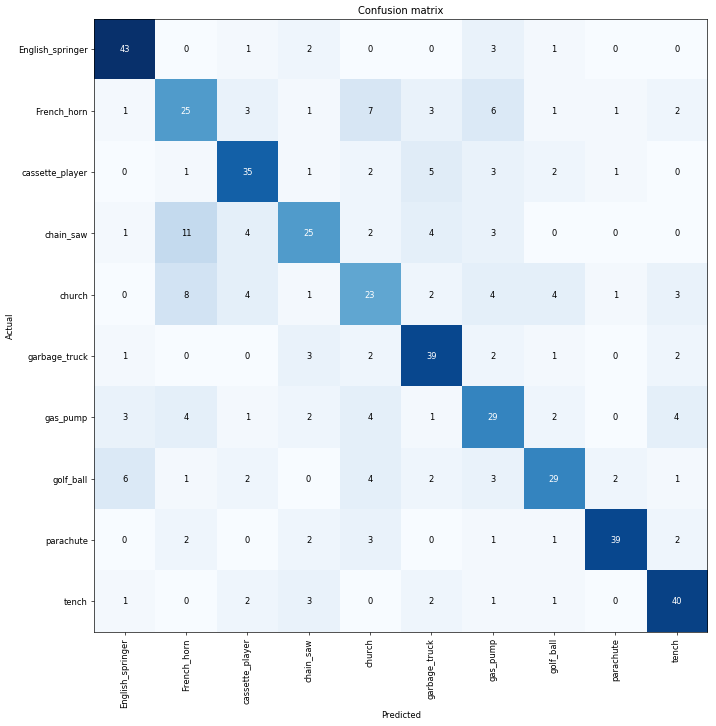 Confusion matrix
English_springer 43 0 1 2 0 0 3 1 0 0
French_horn 1 25 3 1 7 3 6 1 1 2
cassette_player 0 1 35 1 2 5 3 2 1 0
chain_saw 1 11 4 25 2 4 3 0 0 0
church 0 8 4 1 23 2 4 4 1 3
Actual
garbage_truck 1 0 0 3 2 39 2 1 0 2
gas_pump 3 4 1 2 4 1 29 2 0 4
golf_ball 6 1 2 0 4 2 3 29 2 1
parachute 0 2 0 2 3 0 1 1 39 2
tench 1 0 2 3 0 2 1 1 0 40
English_springer French_horn cassette_player chain_saw church garbage_truck gas_pump golf_ball parachute tench
Predicted